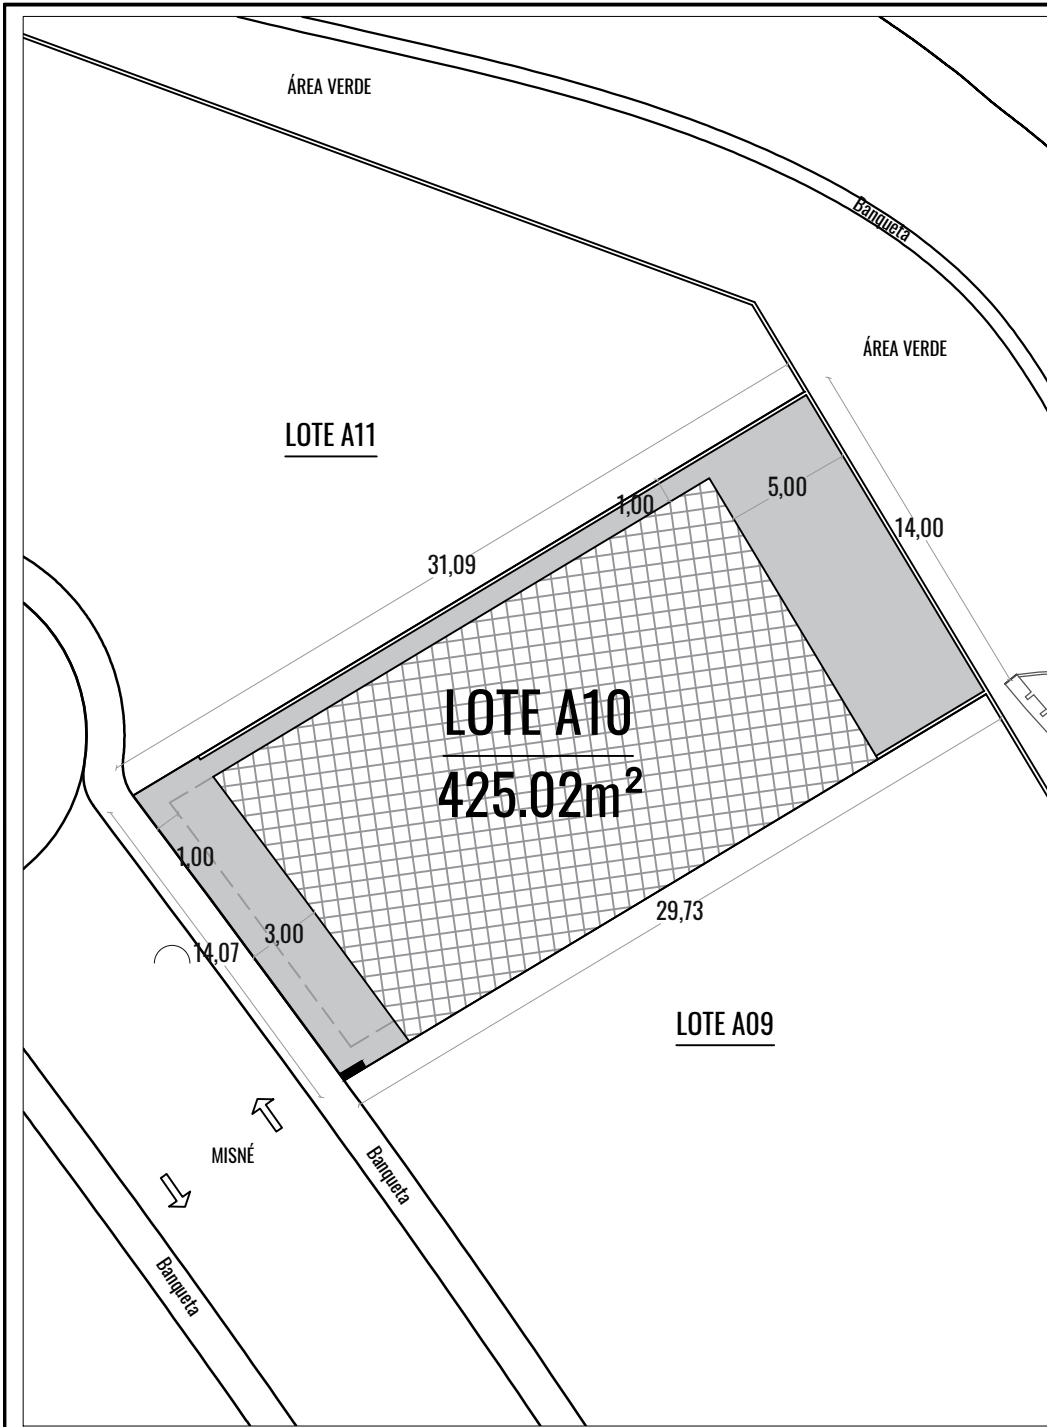 ÁREA VERDE
Banqueta
ÁREA VERDE
LOTE A11
1,00
5,00
14,00
31,09
LOTE A10
425.02m²
1,00
29,73
3,00
14,07
LOTE A09
MISNÉ
Banqueta
Banqueta